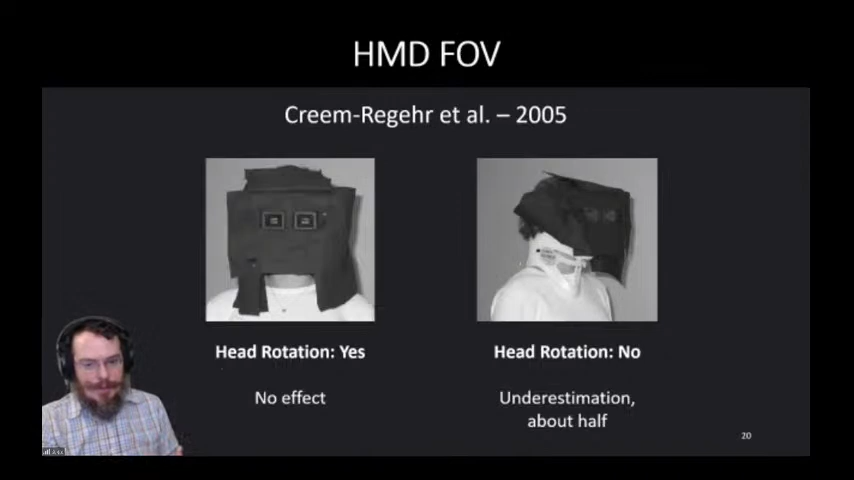 HMD FOV
Creem-Regehr et al. – 2005
Head Rotation: Yes
Head Rotation: No
No effect
Underestimation,
about half
20